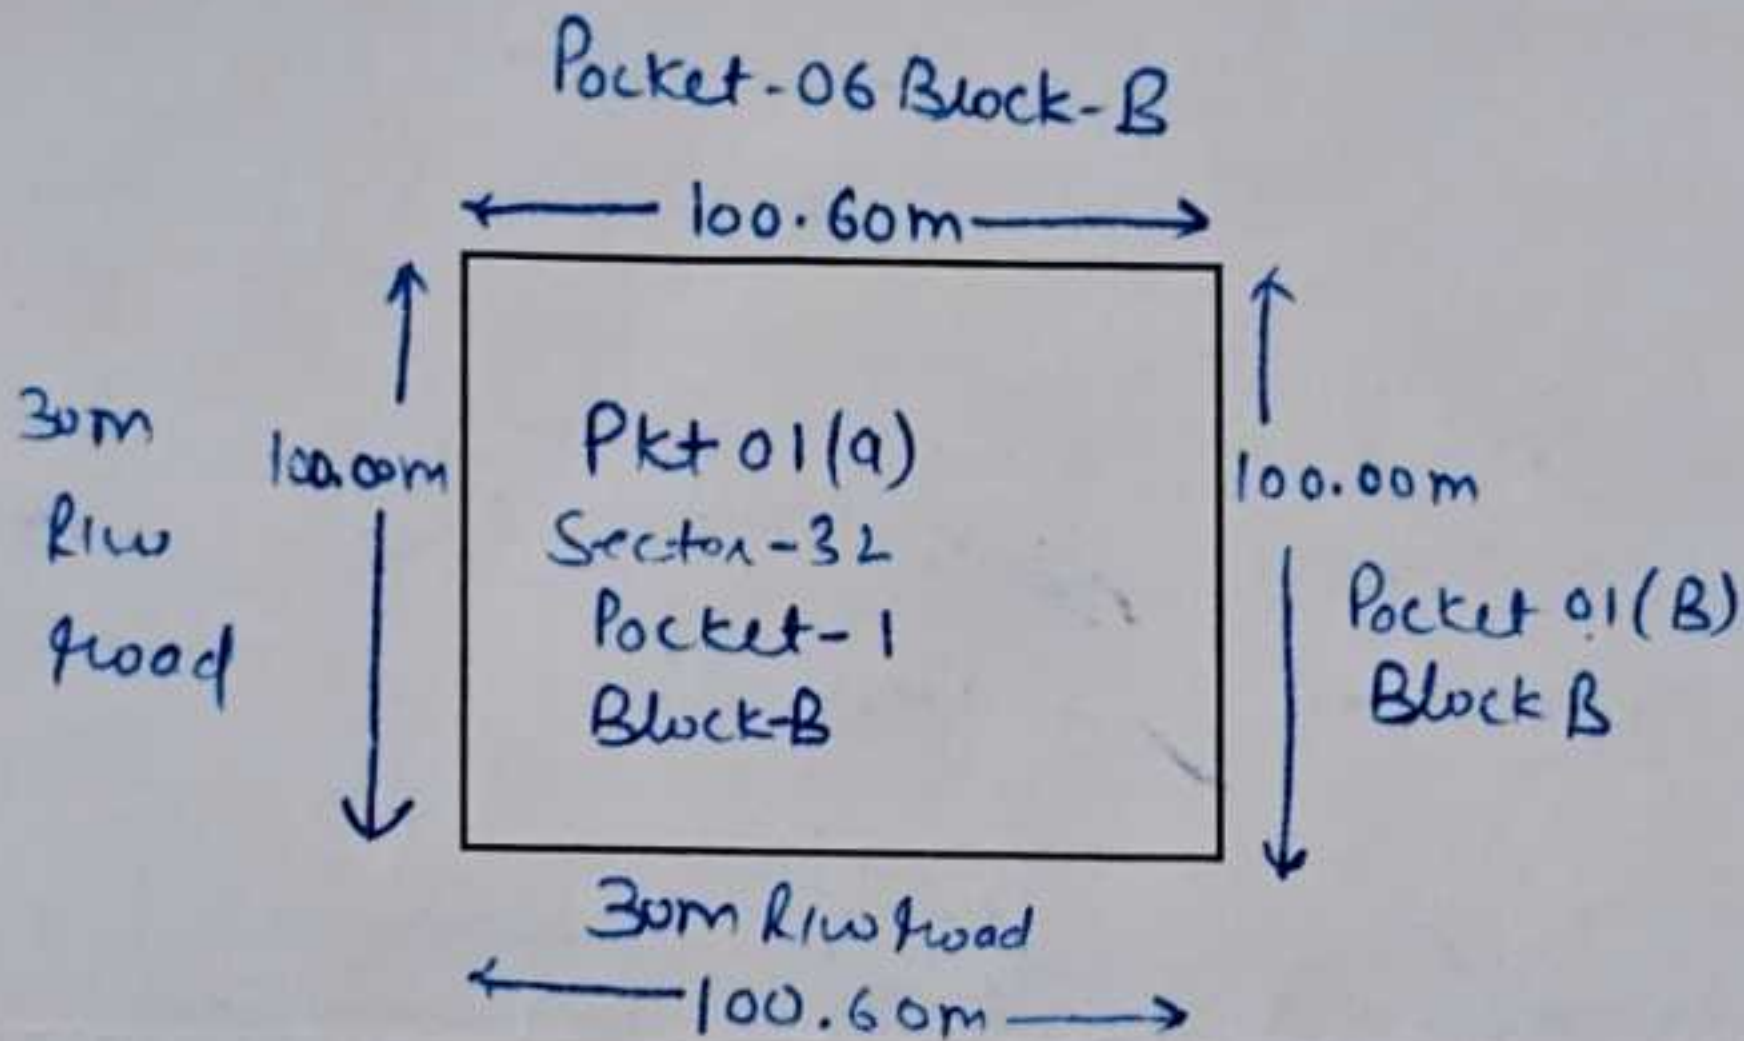 Pocket-06 Block-B
100.60m
30m
R/w
road
100.00m
Pkt 01(a)
Sector-32
Pocket-1
Block-B
100.00m
Pocket 01(B)
Block B
30m R/w road
100.60m